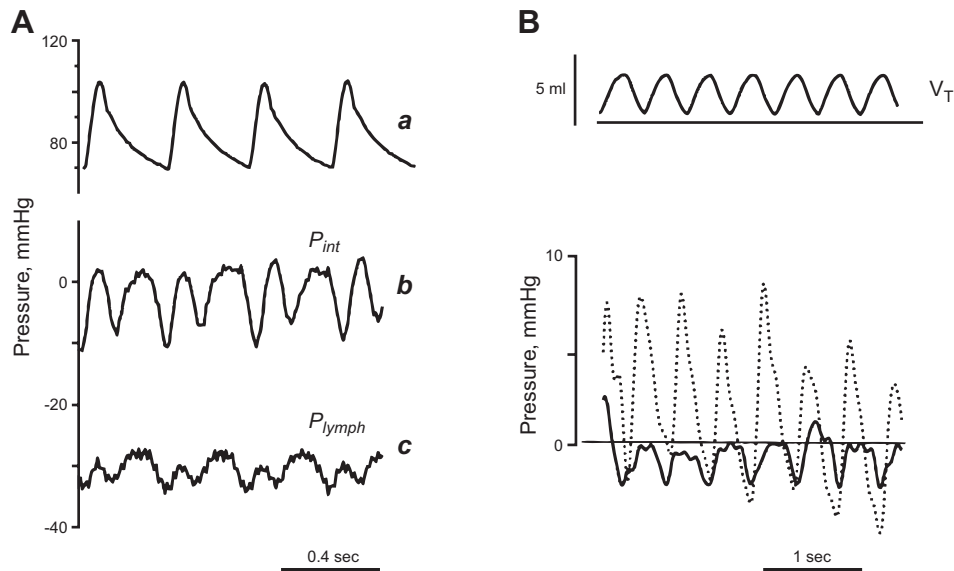 A
120
80
a
P_int
0
b
Pressure, mmHg
-20
P_lymph
c
-40
0.4 sec
B
5 ml
V_T
10
Pressure, mmHg
0
1 sec